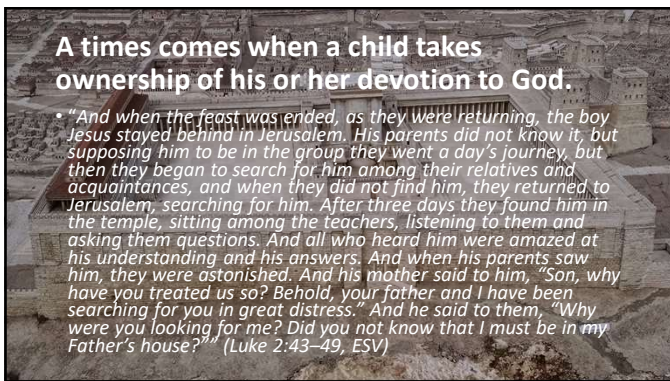 A times comes when a child takes
ownership of his or her devotion to God.
• “And when the feast was ended, as they were returning, the boy
Jesus stayed behind in Jerusalem. His parents did not know it, but
supposing him to be in the group they went a day’s journey, but
then they began to search for him among their relatives and
acquaintances, and when they did not find him, they returned to
Jerusalem, searching for him. After three days they found him in
the temple, sitting among the teachers, listening to them and
asking them questions. And all who heard him were amazed at
his understanding and his answers. And when his parents saw
him, they were astonished. And his mother said to him, “Son, why
have you treated us so? Behold, your father and I have been
searching for you in great distress.” And he said to them, “Why
were you looking for me? Did you not know that I must be in my
Father’s house?”” (Luke 2:43–49, ESV)